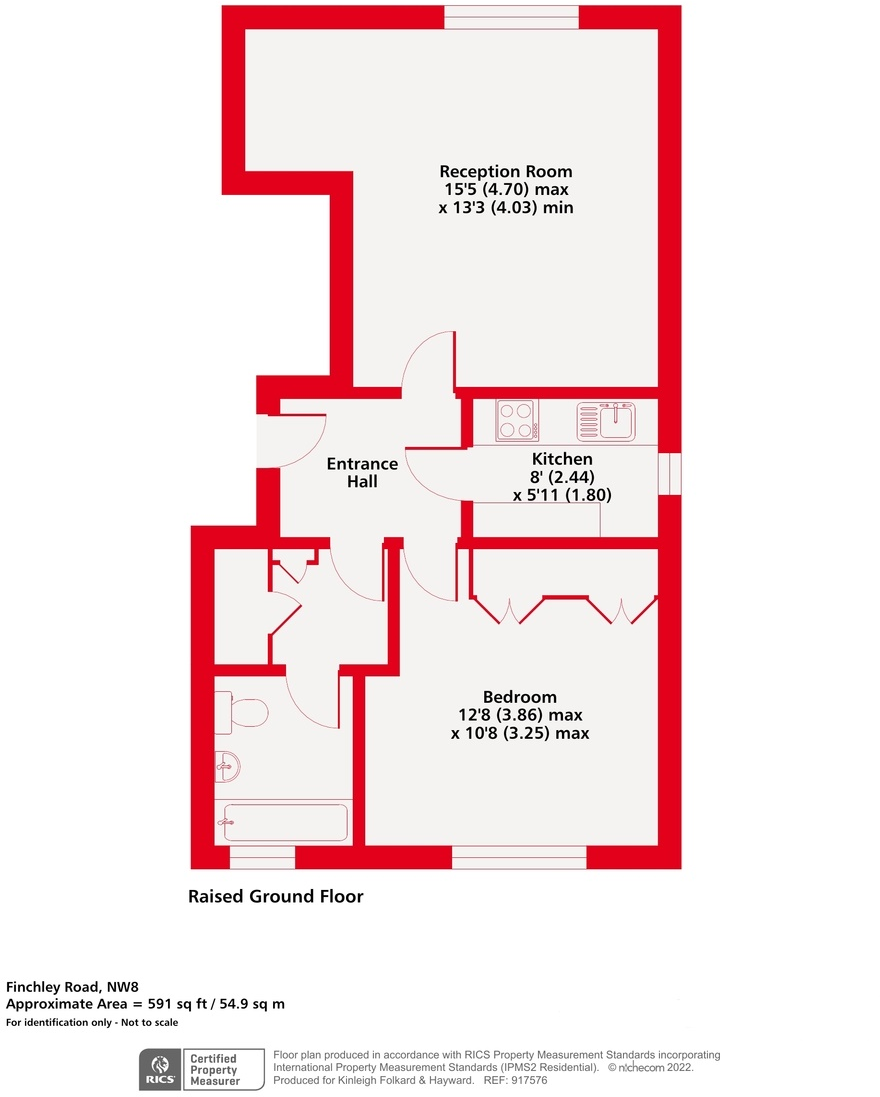 Reception Room
15'5 (4.70) max
x 13'3 (4.03) min
Entrance
Hall
Kitchen
8' (2.44)
x 5'11 (1.80)
Bedroom
12'8 (3.86) max
x 10'8 (3.25) max
Raised Ground Floor
Finchley Road, NW8
Approximate Area = 591 sq ft / 54.9 sq m
For identification only - Not to scale
RICS
Certified
Property
Measurer
Floor plan produced in accordance with RICS Property Measurement Standards incorporating
International Property Measurement Standards (IPMS2 Residential). © nichecom 2022.
Produced for Kinleigh Folkard & Hayward. REF: 917576